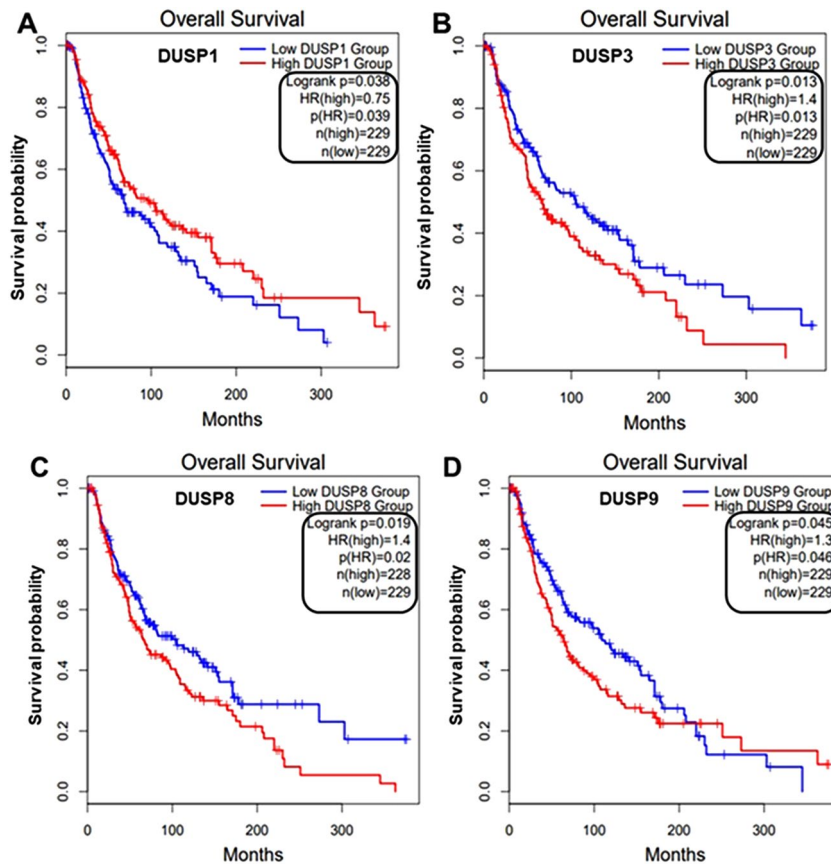 A
Overall Survival
DUSP1
Low DUSP1 Group
High DUSP1 Group
Logrank p=0.038
HR(high)=0.75
p(HR)=0.039
n(high)=229
n(low)=229
Survival probability
1.0
0.8
0.6
0.4
0.2
0.0
0 100 200 300
Months
B
Overall Survival
DUSP3
Low DUSP3 Group
High DUSP3 Group
Logrank p=0.013
HR(high)=1.4
p(HR)=0.013
n(high)=229
n(low)=229
Survival probability
1.0
0.8
0.6
0.4
0.2
0.0
0 100 200 300
Months
C
Overall Survival
DUSP8
Low DUSP8 Group
High DUSP8 Group
Logrank p=0.019
HR(high)=1.4
p(HR)=0.02
n(high)=228
n(low)=229
Survival probability
1.0
0.8
0.6
0.4
0.2
0.0
0 100 200 300
Months
D
Overall Survival
DUSP9
Low DUSP9 Group
High DUSP9 Group
Logrank p=0.045
HR(high)=1.3
p(HR)=0.046
n(high)=229
n(low)=229
Survival probability
1.0
0.8
0.6
0.4
0.2
0.0
0 100 200 300
Months